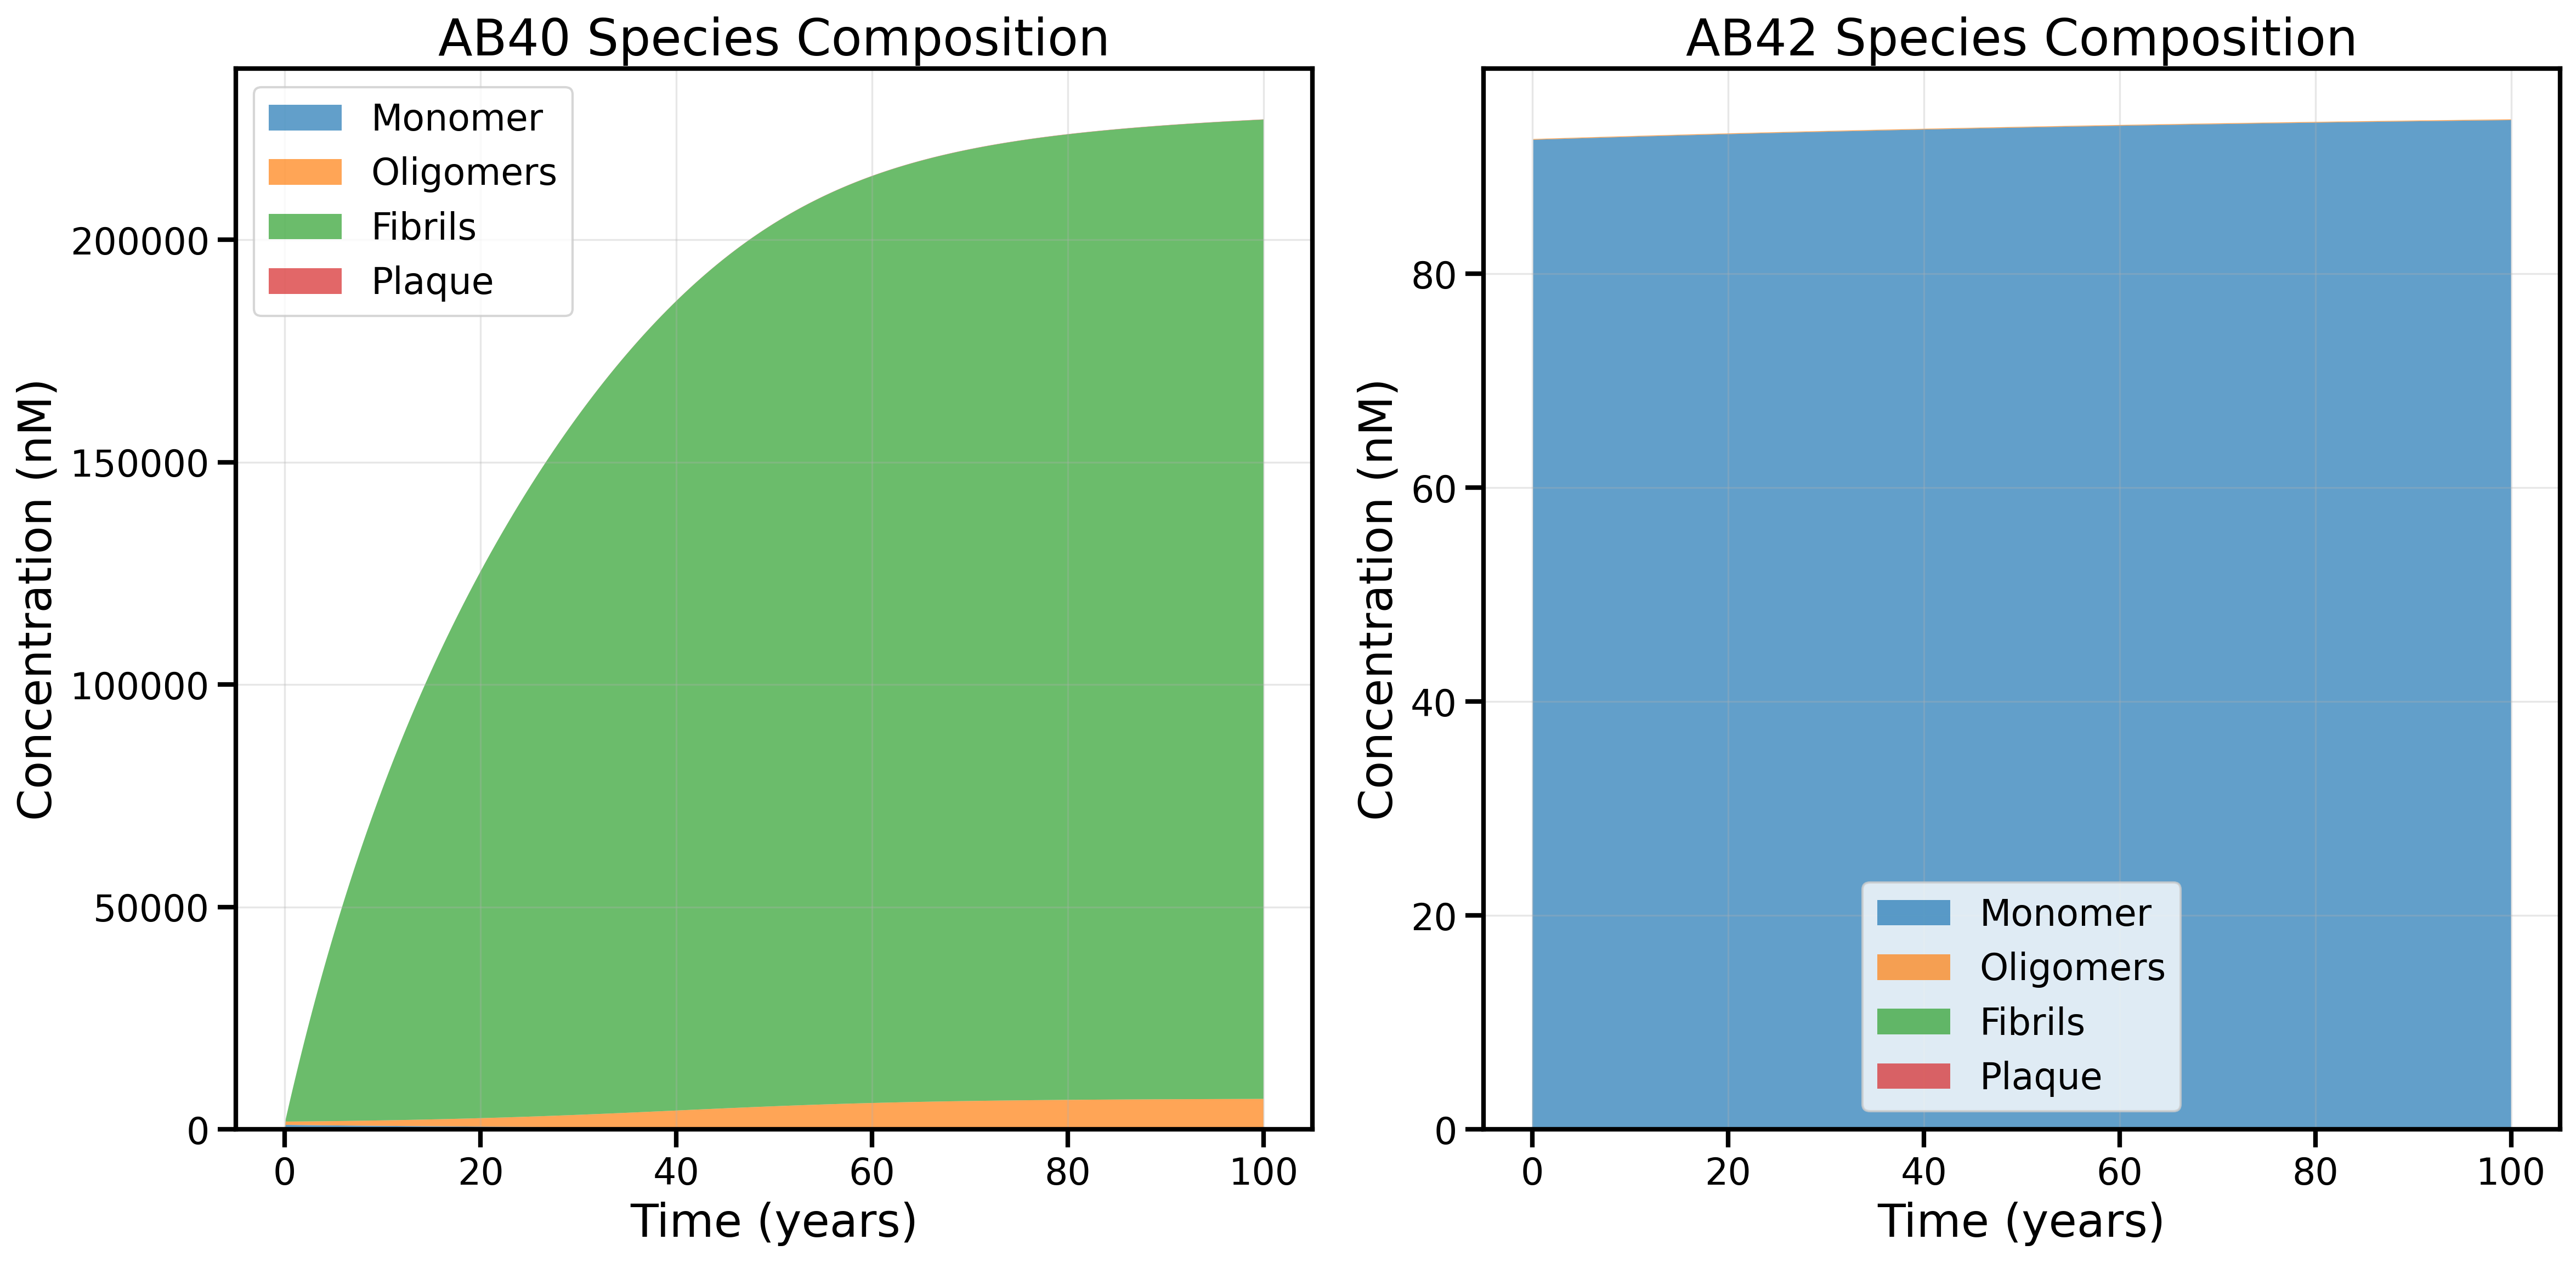 AB40 Species Composition
Monomer
Oligomers
Fibrils
Plaque
Concentration (nM)
200000
150000
100000
50000
0
0 20 40 60 80 100
Time (years)
AB42 Species Composition
Concentration (nM)
80
60
40
20
0
Monomer
Oligomers
Fibrils
Plaque
0 20 40 60 80 100
Time (years)